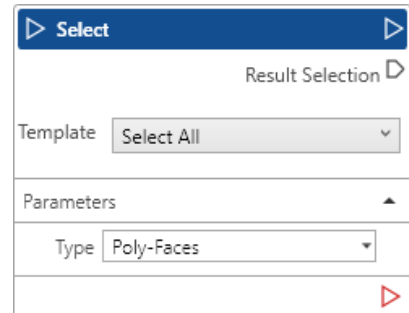 Select
Result Selection
Template Select All
Parameters
Type Poly-Faces